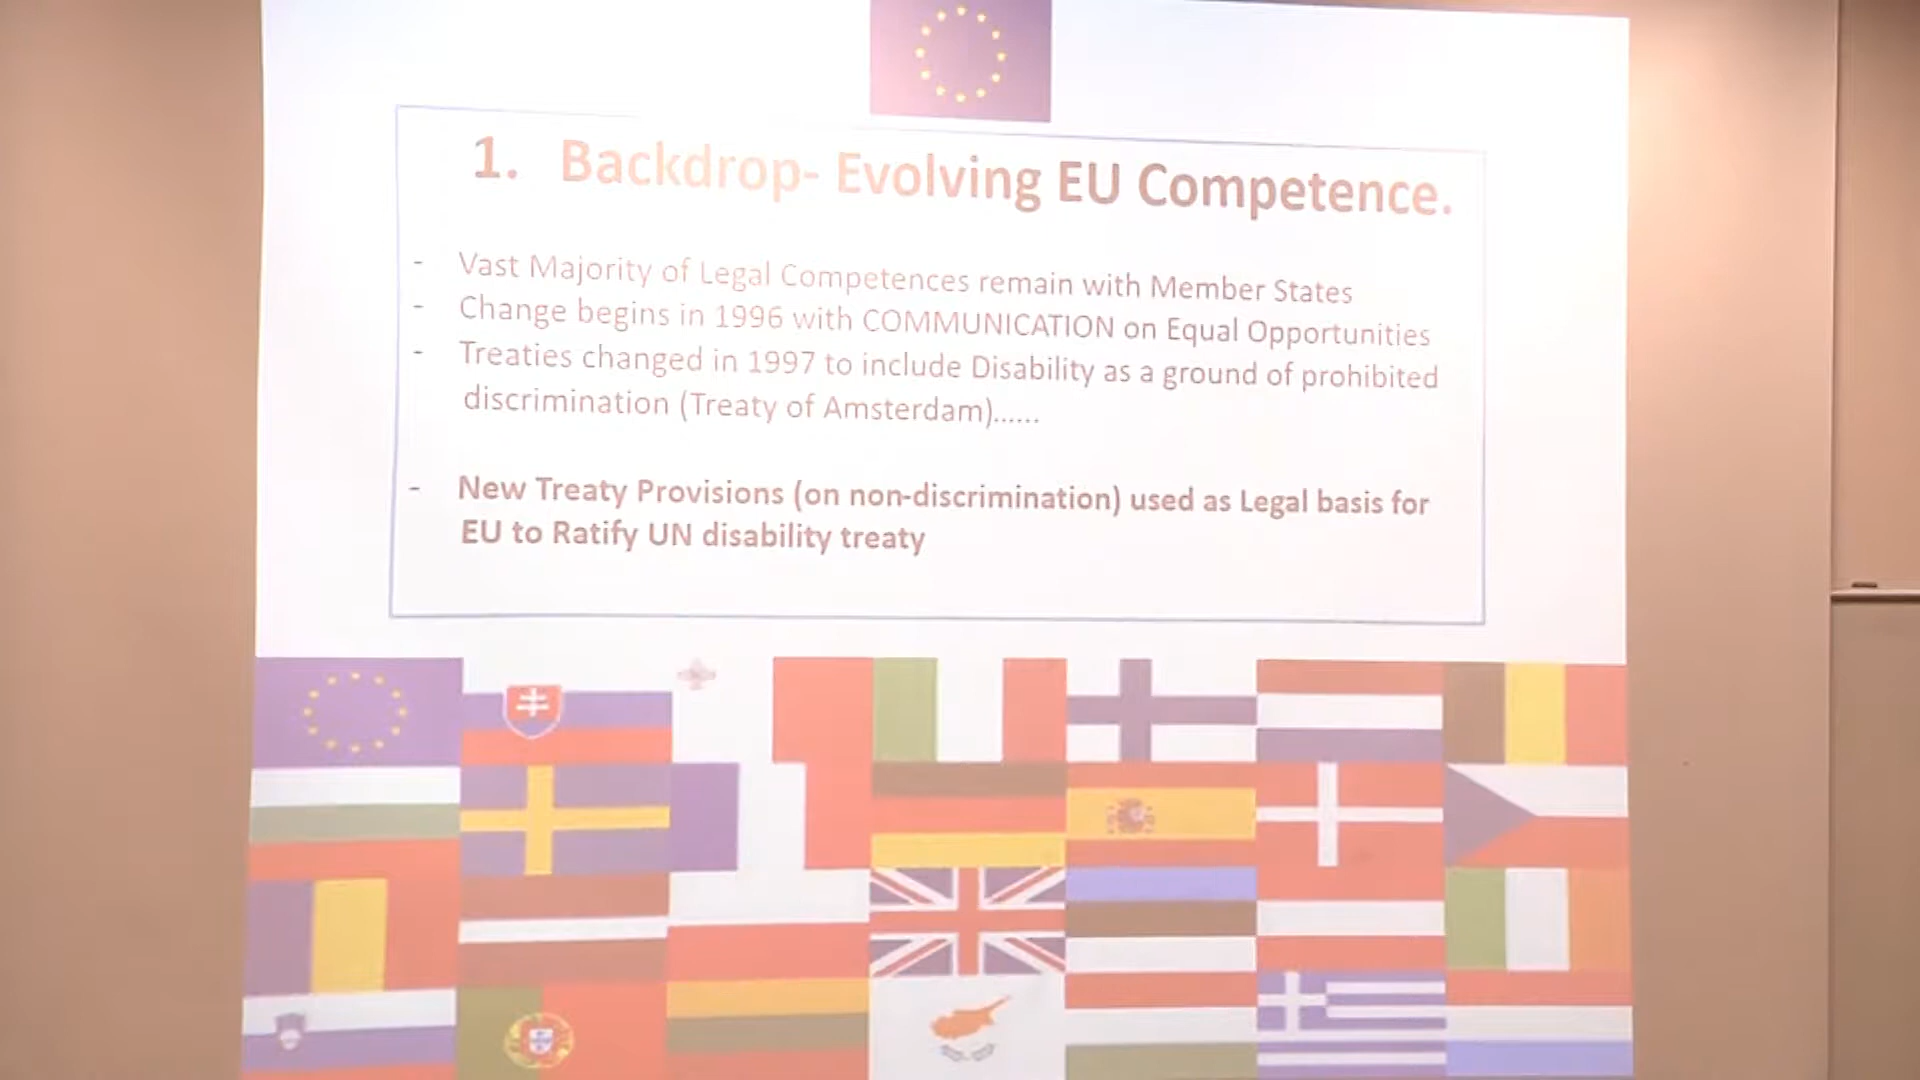 1. Backdrop- Evolving EU Competence.
- Vast Majority of Legal Competences remain with Member States
- Change begins in 1996 with COMMUNICATION on Equal Opportunities
- Treaties changed in 1997 to include Disability as a ground of prohibited
discrimination (Treaty of Amsterdam)......
- New Treaty Provisions (on non-discrimination) used as Legal basis for
EU to Ratify UN disability treaty